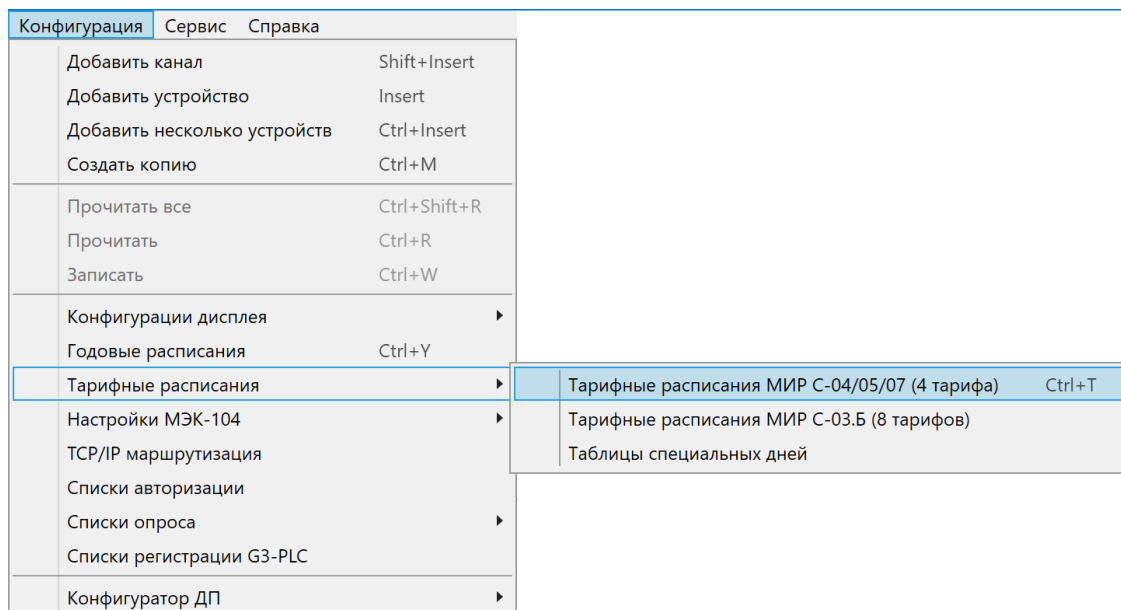 Конфигурация Сервис Справка
Добавить канал Shift+Insert
Добавить устройство Insert
Добавить несколько устройств Ctrl+Insert
Создать копию Ctrl+M
Прочитать все Ctrl+Shift+R
Прочитать Ctrl+R
Записать Ctrl+W
Конфигурации дисплея
Годовые расписания Ctrl+Y
Тарифные расписания
Тарифные расписания МИР С-04/05/07 (4 тарифа) Ctrl+T
Настройки МЭК-104
Тарифные расписания МИР С-03.Б (8 тарифов)
TCP/IP маршрутизация
Таблицы специальных дней
Списки авторизации
Списки опроса
Списки регистрации G3-PLC
Конфигуратор ДП